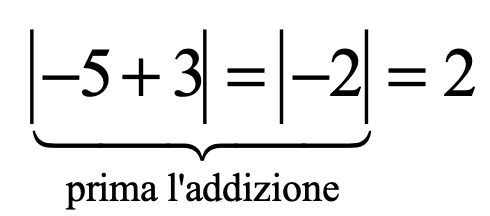 |−5+3| = |−2| = 2
prima l'addizione